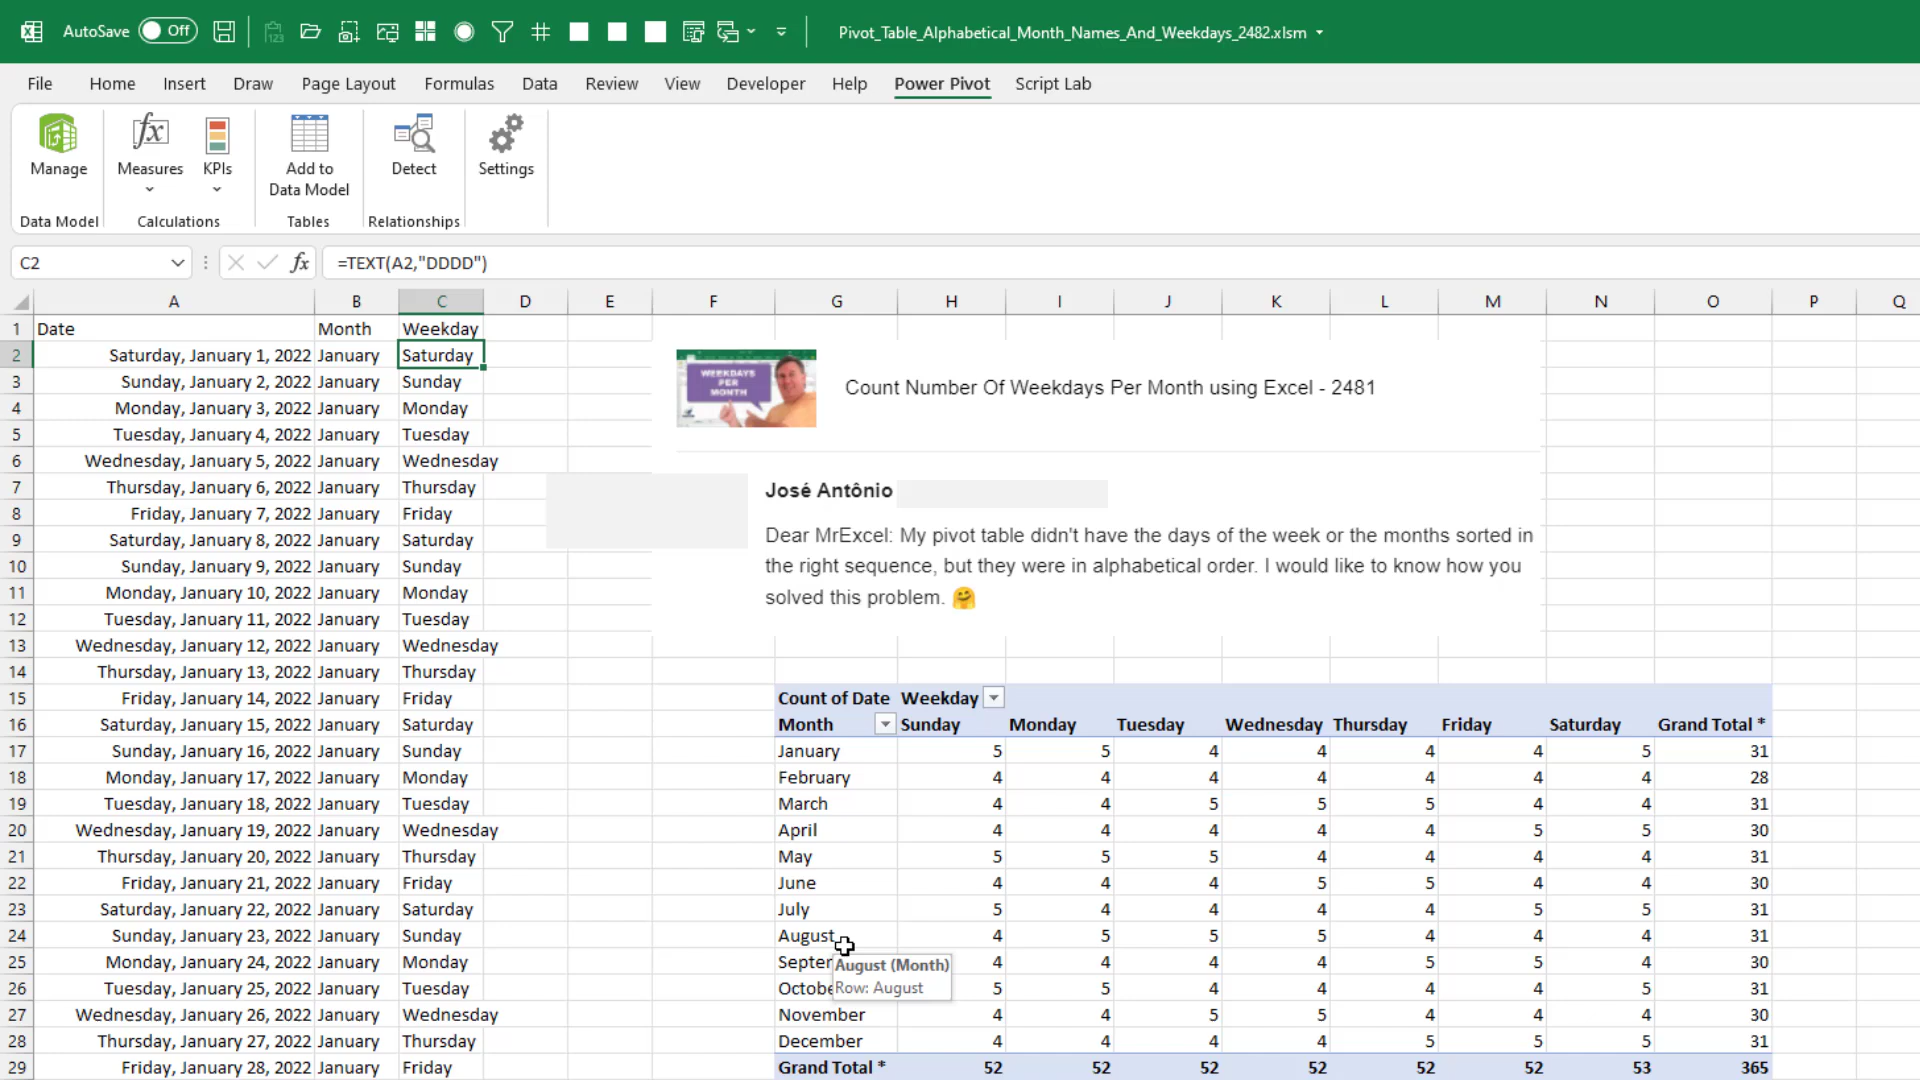 AutoSave Off Pivot_Table_Alphabetical_Month_Names_And_Weekdays_2482.xlsm
File Home Insert Draw Page Layout Formulas Data Review View Developer Help Power Pivot Script Lab
Manage Measures KPIs Add to Data Model Detect Settings
Data Model Calculations Tables Relationships
C2 fx =TEXT(A2,"DDDD")
A B C D E F G H I J K L M N O P Q
1 Date Month Weekday
2 Saturday, January 1, 2022 January Saturday
3 Sunday, January 2, 2022 January Sunday
4 Monday, January 3, 2022 January Monday
5 Tuesday, January 4, 2022 January Tuesday
6 Wednesday, January 5, 2022 January Wednesday
7 Thursday, January 6, 2022 January Thursday
8 Friday, January 7, 2022 January Friday
9 Saturday, January 8, 2022 January Saturday
10 Sunday, January 9, 2022 January Sunday
11 Monday, January 10, 2022 January Monday
12 Tuesday, January 11, 2022 January Tuesday
13 Wednesday, January 12, 2022 January Wednesday
14 Thursday, January 13, 2022 January Thursday
15 Friday, January 14, 2022 January Friday
16 Saturday, January 15, 2022 January Saturday
17 Sunday, January 16, 2022 January Sunday
18 Monday, January 17, 2022 January Monday
19 Tuesday, January 18, 2022 January Tuesday
20 Wednesday, January 19, 2022 January Wednesday
21 Thursday, January 20, 2022 January Thursday
22 Friday, January 21, 2022 January Friday
23 Saturday, January 22, 2022 January Saturday
24 Sunday, January 23, 2022 January Sunday
25 Monday, January 24, 2022 January Monday
26 Tuesday, January 25, 2022 January Tuesday
27 Wednesday, January 26, 2022 January Wednesday
28 Thursday, January 27, 2022 January Thursday
29 Friday, January 28, 2022 January Friday
WEEKDAYS
PER
MONTH
Count Number Of Weekdays Per Month using Excel - 2481
José Antônio
Dear MrExcel: My pivot table didn't have the days of the week or the months sorted in
the right sequence, but they were in alphabetical order. I would like to know how you
solved this problem. 🤗
Count of Date Weekday
Month Sunday Monday Tuesday Wednesday Thursday Friday Saturday Grand Total *
January 5 5 4 4 4 4 5 31
February 4 4 4 4 4 4 4 28
March 4 4 5 5 5 4 4 31
April 4 4 4 4 4 5 5 30
May 5 5 5 4 4 4 4 31
June 4 4 4 5 5 4 4 30
July 5 4 4 4 4 5 5 31
August 4 5 5 5 4 4 4 31
Septem 4 4 4 4 5 5 4 30
Octobe 5 5 4 4 4 4 5 31
November 4 4 5 5 4 4 4 30
December 4 4 4 4 5 5 5 31
Grand Total * 52 52 52 52 52 52 53 365
August (Month)
Row: August